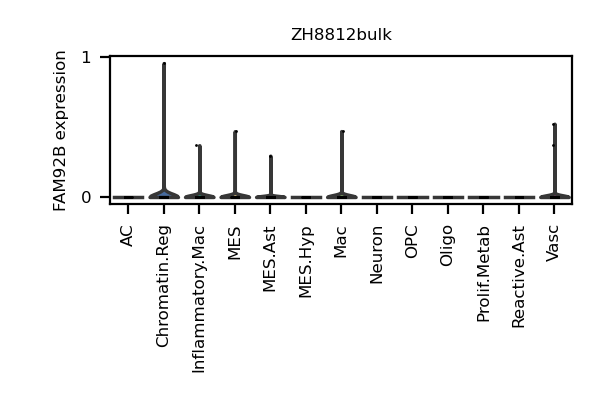 ZH8812bulk
FAM92B expression
1
0
AC
Chromatin.Reg
Inflammatory.Mac
MES
MES.Ast
MES.Hyp
Mac
Neuron
OPC
Oligo
Prolif.Metab
Reactive.Ast
Vasc